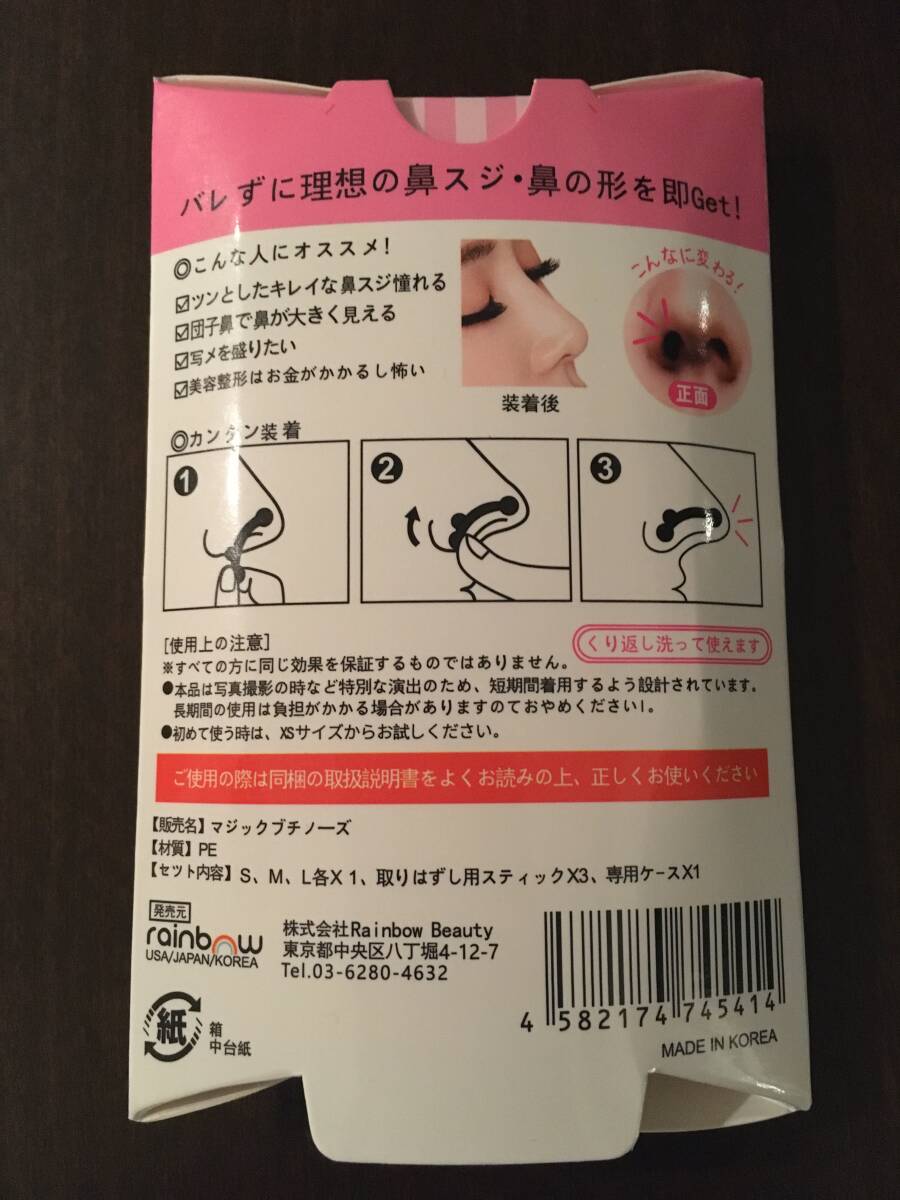 バレずに理想の鼻スジ・鼻の形を即Get!
◎こんな人にオススメ!
☑ツンとしたキレイな鼻スジ憧れる
☑団子鼻で鼻が大きく見える
☑写メを盛りたい
☑美容整形はお金がかかるし怖い
装着後
こんなに変わる!
正面
◎カンタン装着
1
2
3
[使用上の注意]
くり返し洗って使えます
※すべての方に同じ効果を保証するものではありません。
●本品は写真撮影の時など特別な演出のため、短期間着用するよう設計されています。
長期間の使用は負担がかかる場合がありますのておやめください!。
●初めて使う時は、XSサイズからお試しください。
ご使用の際は同梱の取扱説明書をよくお読みの上、正しくお使いください
【販売名】マジックプチノーズ
【材質】PE
【セット内容】S、M、L各X1、取りはずし用スティックX3、専用ケースX1
発売元
rainbow
USA/JAPAN/KOREA
株式会社Rainbow Beauty
東京都中央区八丁堀4-12-7
Tel.03-6280-4632
紙
箱
中台紙
4 582174 745414
MADE IN KOREA